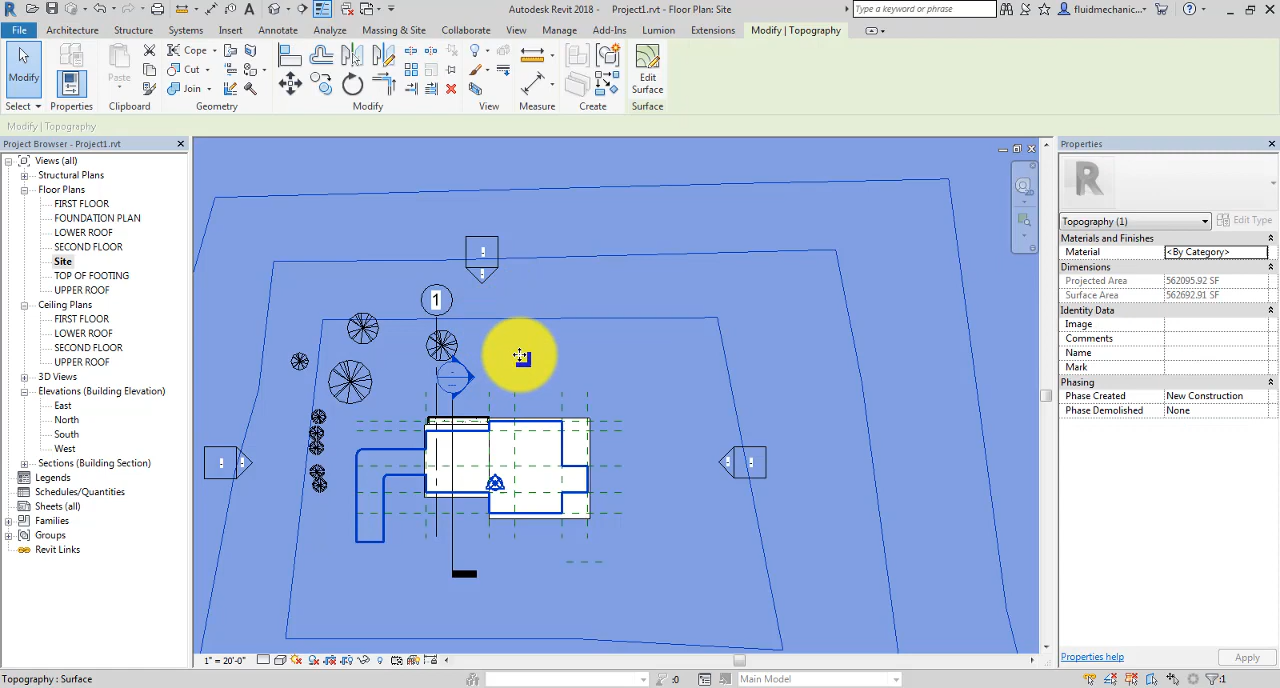 Autodesk Revit 2018 - Project1.rvt - Floor Plan: Site
Type a keyword or phrase
fluidmechanic...
File Architecture Structure Systems Insert Annotate Analyze Massing & Site Collaborate View Manage Add-Ins Lumion Extensions Modify | Topography
Modify
Properties
Paste
Cope
Cut
Join
Edit
Surface
Select Properties Clipboard Geometry Modify View Measure Create Surface
Modify | Topography
Project Browser - Project1.rvt
Views (all)
Structural Plans
Floor Plans
FIRST FLOOR
FOUNDATION PLAN
LOWER ROOF
SECOND FLOOR
Site
TOP OF FOOTING
UPPER ROOF
Ceiling Plans
FIRST FLOOR
LOWER ROOF
SECOND FLOOR
UPPER ROOF
3D Views
Elevations (Building Elevation)
East
North
South
West
Sections (Building Section)
Legends
Schedules/Quantities
Sheets (all)
Families
Groups
Revit Links
1
Properties
R
Topography (1)
Edit Type
Materials and Finishes
Material <By Category>
Dimensions
Projected Area 562095.92 SF
Surface Area 562692.91 SF
Identity Data
Image
Comments
Name
Mark
Phasing
Phase Created New Construction
Phase Demolished None
Properties help
Apply
1" = 20'-0"
Topography : Surface
:0
Main Model
:1